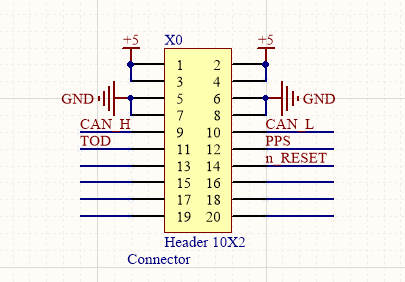 +5 X0 +5
1 2
3 4
GND 5 6 GND
7 8
CAN_H 9 10 CAN_L
TOD 11 12 PPS
13 14 n_RESET
15 16
17 18
19 20
Header 10X2
Connector